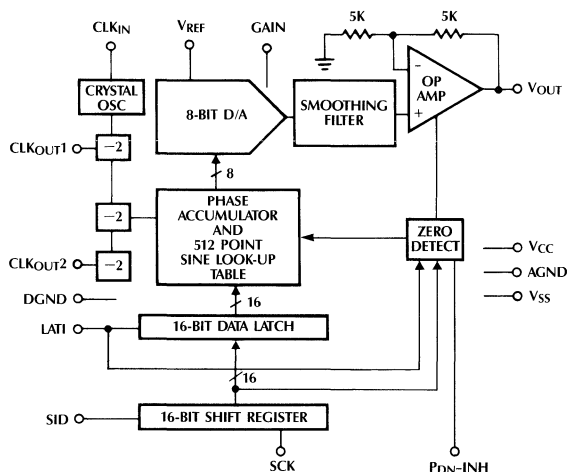 CLKIN
VREF
GAIN
5K
5K
CRYSTAL
OSC
8-BIT D/A
SMOOTHING
FILTER
−
OP
AMP
+
VOUT
CLKOUT1
−2
8
−2
PHASE
ACCUMULATOR
AND
512 POINT
SINE LOOK-UP
TABLE
ZERO
DETECT
VCC
AGND
VSS
CLKOUT2
−2
DGND
16
LATI
16-BIT DATA LATCH
16
SID
16-BIT SHIFT REGISTER
SCK
PDN-INH